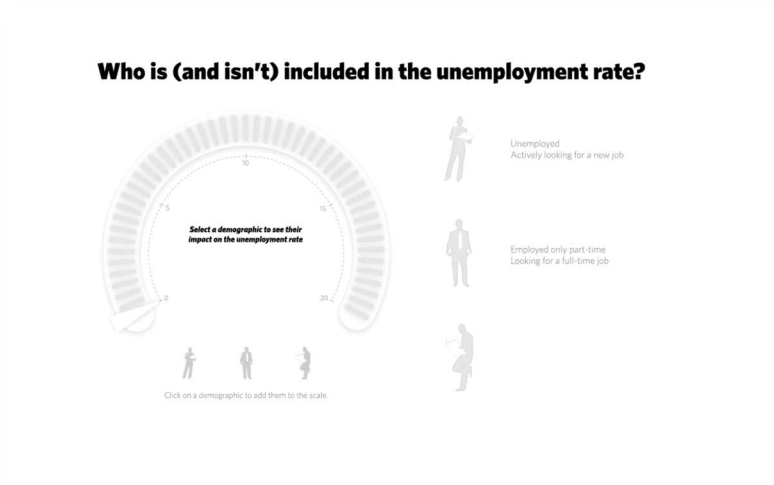 Who is (and isn't) included in the unemployment rate?
Unemployed
Actively looking for a new job
10
5
15
Select a demographic to see their
impact on the unemployment rate
Employed only part-time
Looking for a full-time job
0
20
Click on a demographic to add them to the scale.